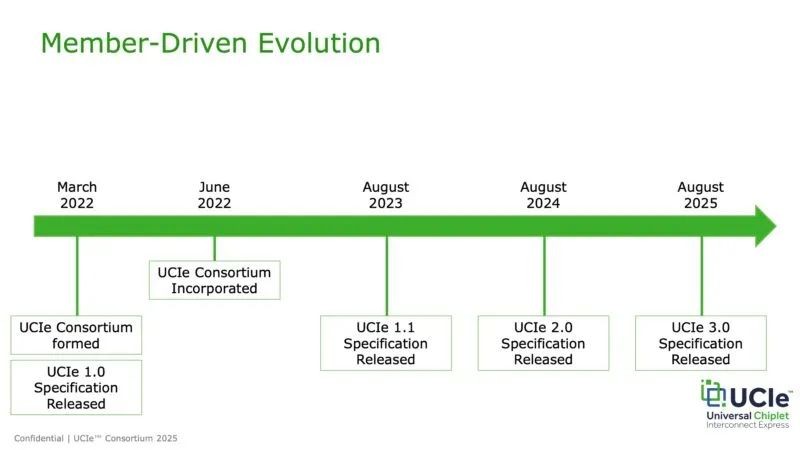 Member-Driven Evolution
March
2022
June
2022
August
2023
August
2024
August
2025
UCIe Consortium
Incorporated
UCIe Consortium
formed
UCIe 1.0
Specification
Released
UCIe 1.1
Specification
Released
UCIe 2.0
Specification
Released
UCIe 3.0
Specification
Released
UCIe™
Universal Chiplet
Interconnect Express
Confidential | UCIe™ Consortium 2025